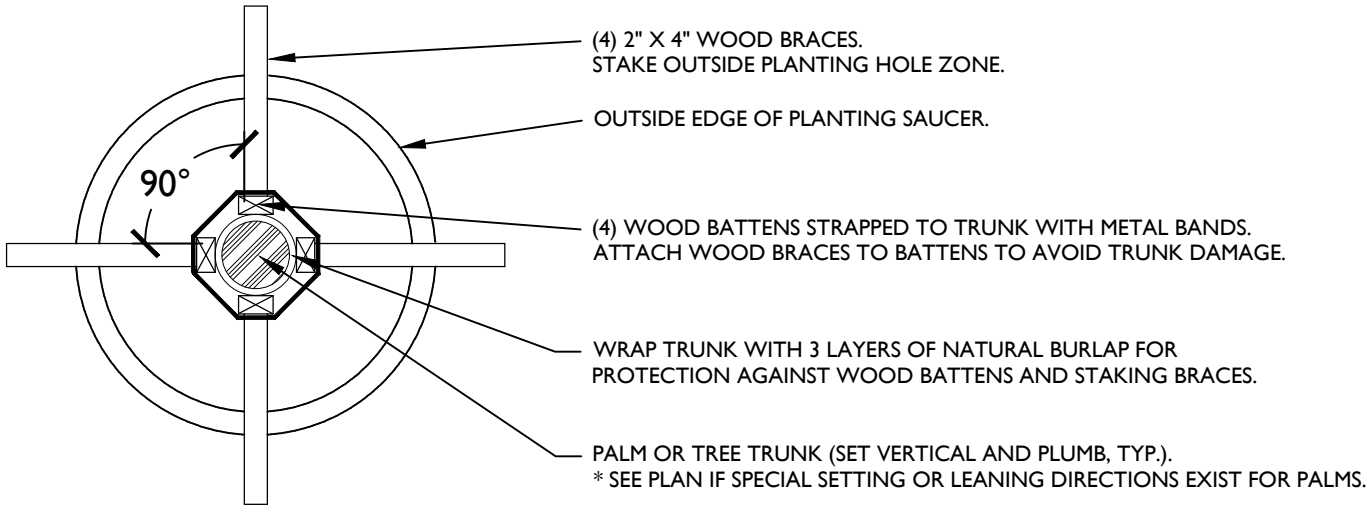 (4) 2" X 4" WOOD BRACES.
STAKE OUTSIDE PLANTING HOLE ZONE.
OUTSIDE EDGE OF PLANTING SAUCER.
90°
(4) WOOD BATTENS STRAPPED TO TRUNK WITH METAL BANDS.
ATTACH WOOD BRACES TO BATTENS TO AVOID TRUNK DAMAGE.
WRAP TRUNK WITH 3 LAYERS OF NATURAL BURLAP FOR
PROTECTION AGAINST WOOD BATTENS AND STAKING BRACES.
PALM OR TREE TRUNK (SET VERTICAL AND PLUMB, TYP.).
* SEE PLAN IF SPECIAL SETTING OR LEANING DIRECTIONS EXIST FOR PALMS.